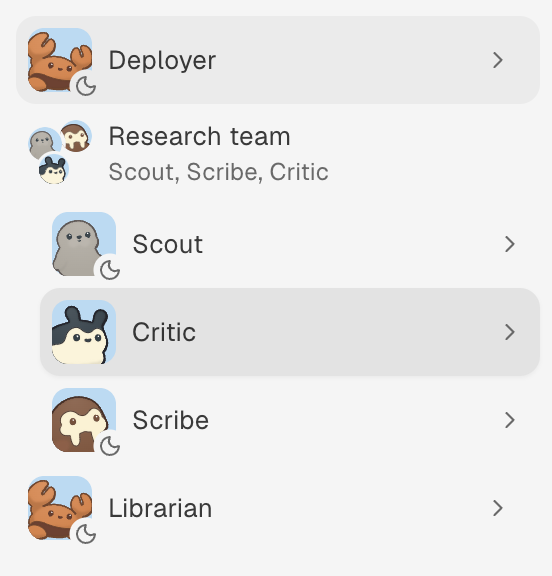 Deployer
Research team
Scout, Scribe, Critic
Scout
Critic
Scribe
Librarian